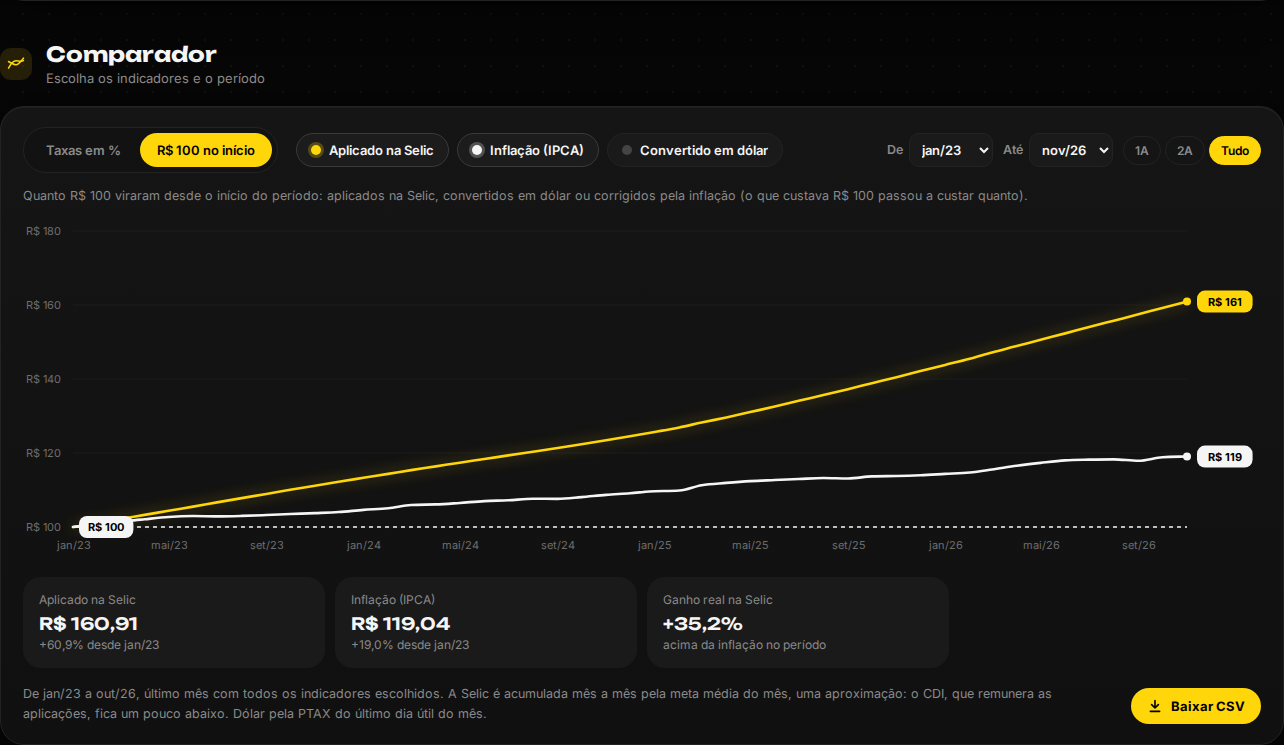 Comparador
Escolha os indicadores e o período
Taxas em %
R$ 100 no início
Aplicado na Selic
Inflação (IPCA)
Convertido em dólar
De
jan/23
Até
nov/26
1A
2A
Tudo
Quanto R$ 100 viraram desde o início do período: aplicados na Selic, convertidos em dólar ou corrigidos pela inflação (o que custava R$ 100 passou a custar quanto).
R$ 180
R$ 160
R$ 161
R$ 140
R$ 120
R$ 119
R$ 100
R$ 100
jan/23
mai/23
set/23
jan/24
mai/24
set/24
jan/25
mai/25
set/25
jan/26
mai/26
set/26
Aplicado na Selic
R$ 160,91
+60,9% desde jan/23
Inflação (IPCA)
R$ 119,04
+19,0% desde jan/23
Ganho real na Selic
+35,2%
acima da inflação no período
De jan/23 a out/26, último mês com todos os indicadores escolhidos. A Selic é acumulada mês a mês pela meta média do mês, uma aproximação: o CDI, que remunera as
aplicações, fica um pouco abaixo. Dólar pela PTAX do último dia útil do mês.
Baixar CSV